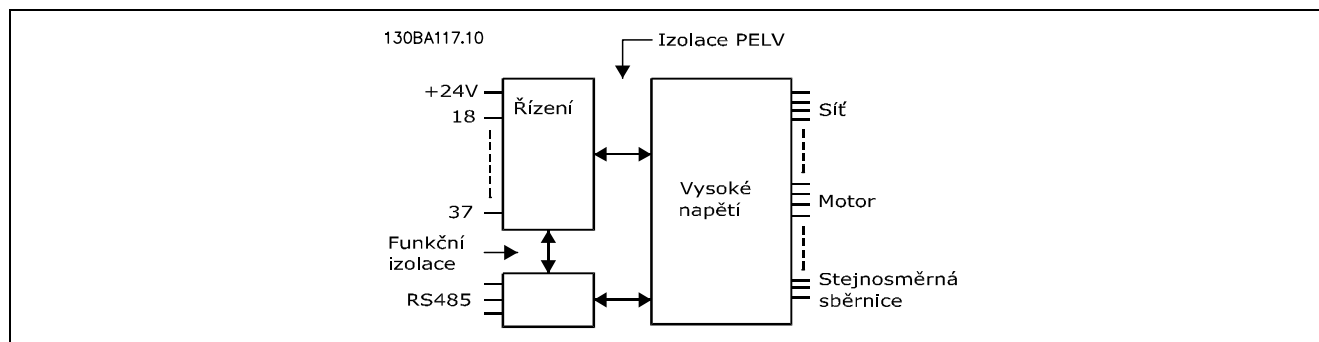 130BA117.10
Izolace PELV
+24V
Řízení
18
37
Funkční
izolace
RS485
Vysoké
napětí
Síť
Motor
Stejnosměrná
sběrnice